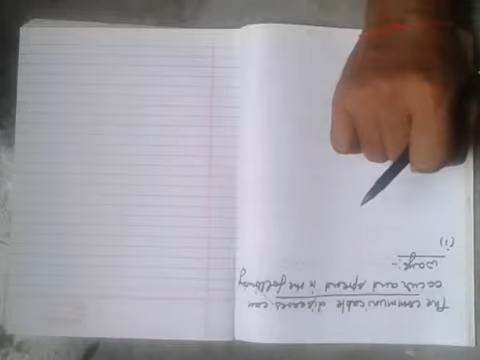 The communicable diseases can
occur and spread in the following
ways:-
(i)